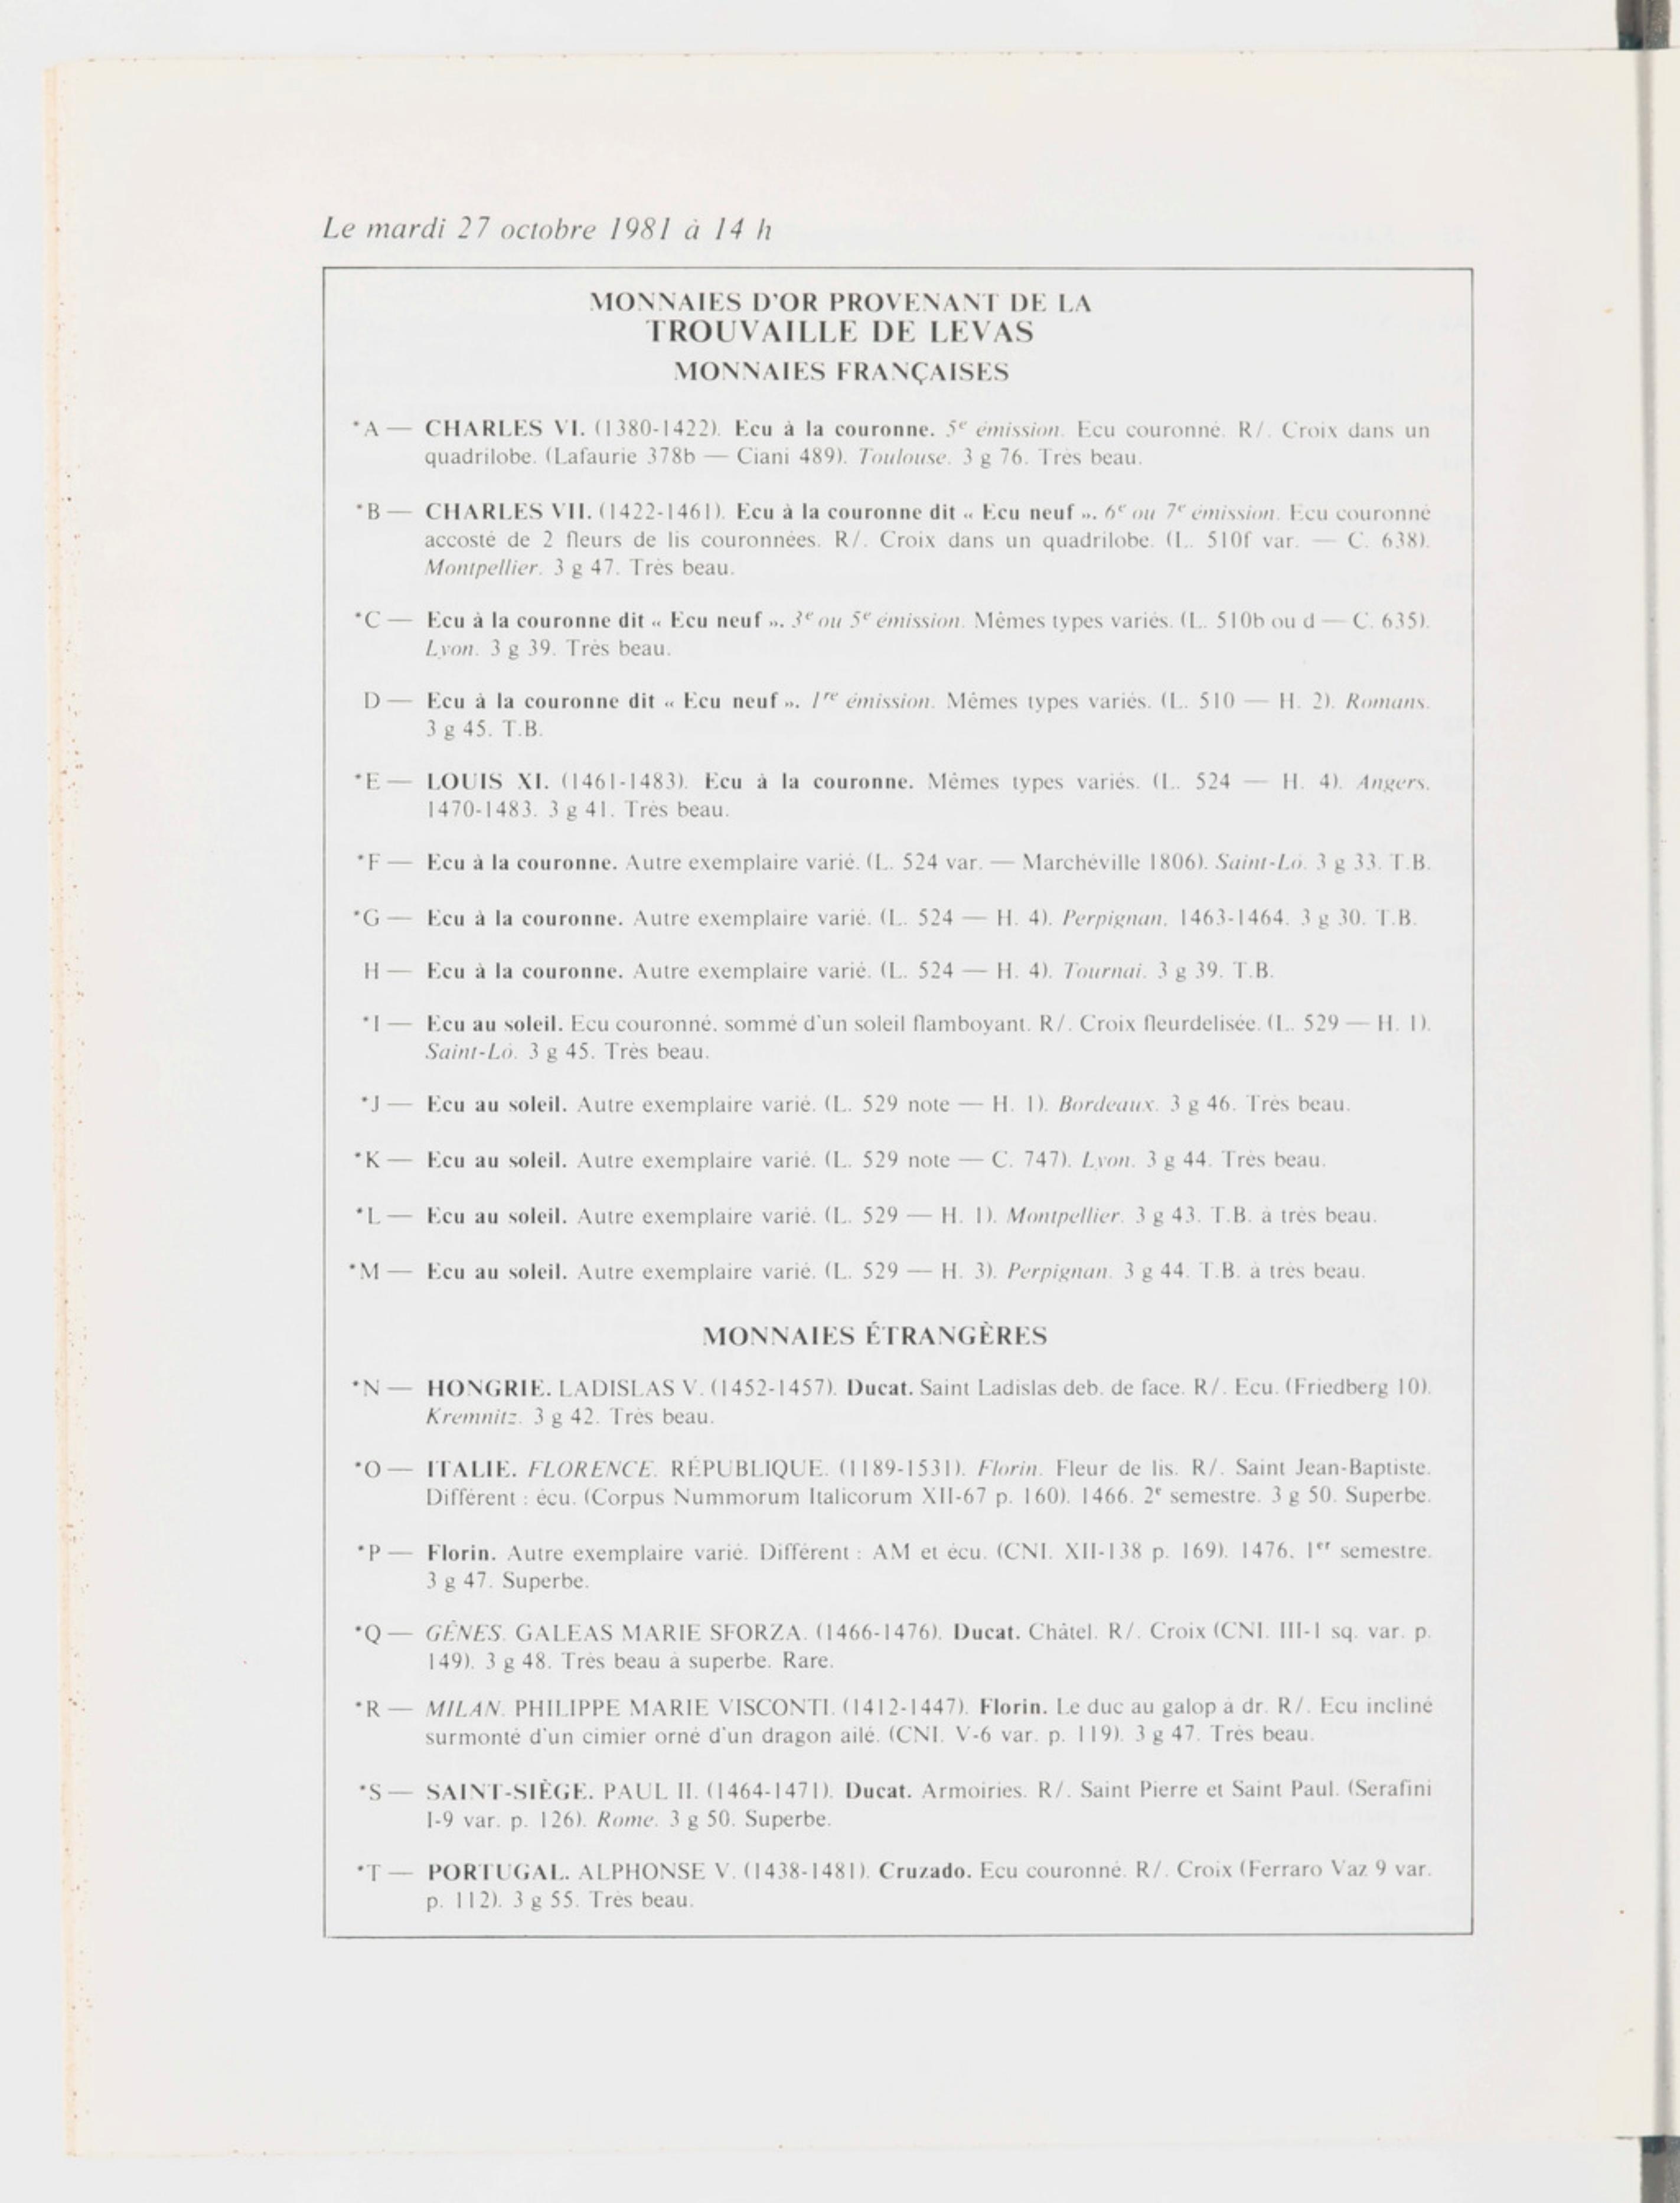 Le mardi 27 octobre 1981 à 14 h
MONNAIES D'OR PROVENANT DE LA
TROUVAILLE DE LEVAS
MONNAIES FRANÇAISES
*A — CHARLES VI. (1380-1422). Ecu à la couronne. 5e émission. Ecu couronné. R/. Croix dans un
quadrilobe. (Lafaurie 378b — Ciani 489). Toulouse. 3 g 76. Très beau.
*B — CHARLES VII. (1422-1461). Ecu à la couronne dit « Ecu neuf ». 6e ou 7e émission. Ecu couronné
accosté de 2 fleurs de lis couronnées. R/. Croix dans un quadrilobe. (L. 510f var. — C. 638).
Montpellier. 3 g 47. Très beau.
*C — Ecu à la couronne dit « Ecu neuf ». 3e ou 5e émission. Mêmes types variés. (L. 510b ou d — C. 635).
Lyon. 3 g 39. Très beau.
D — Ecu à la couronne dit « Ecu neuf ». 1re émission. Mêmes types variés. (L. 510 — H. 2). Romans.
3 g 45. T.B.
*E — LOUIS XI. (1461-1483). Ecu à la couronne. Mêmes types variés. (L. 524 — H. 4). Angers.
1470-1483. 3 g 41. Très beau.
*F — Ecu à la couronne. Autre exemplaire varié. (L. 524 var. — Marchéville 1806). Saint-Lô. 3 g 33. T.B.
*G — Ecu à la couronne. Autre exemplaire varié. (L. 524 — H. 4). Perpignan. 1463-1464. 3 g 30. T.B.
H — Ecu à la couronne. Autre exemplaire varié. (L. 524 — H. 4). Tournai. 3 g 39. T.B.
*I — Ecu au soleil. Ecu couronné, sommé d'un soleil flamboyant. R/. Croix fleurdelisée. (L. 529 — H. 1).
Saint-Lô. 3 g 45. Très beau.
*J — Ecu au soleil. Autre exemplaire varié. (L. 529 note — H. 1). Bordeaux. 3 g 46. Très beau.
*K — Ecu au soleil. Autre exemplaire varié. (L. 529 note — C. 747). Lyon. 3 g 44. Très beau.
*L — Ecu au soleil. Autre exemplaire varié. (L. 529 — H. 1). Montpellier. 3 g 43. T.B. à très beau.
*M — Ecu au soleil. Autre exemplaire varié. (L. 529 — H. 3). Perpignan. 3 g 44. T.B. à très beau.
MONNAIES ÉTRANGÈRES
*N — HONGRIE. LADISLAS V. (1452-1457). Ducat. Saint Ladislas deb. de face. R/. Ecu. (Friedberg 10).
Kremnitz. 3 g 42. Très beau.
*O — ITALIE. FLORENCE. RÉPUBLIQUE. (1189-1531). Florin. Fleur de lis. R/. Saint Jean-Baptiste.
Différent : écu. (Corpus Nummorum Italicorum XII-67 p. 160). 1466. 2e semestre. 3 g 50. Superbe.
*P — Florin. Autre exemplaire varié. Différent : AM et écu. (CNI. XII-138 p. 169). 1476. 1er semestre.
3 g 47. Superbe.
*Q — GÊNES. GALEAS MARIE SFORZA. (1466-1476). Ducat. Châtel. R/. Croix (CNI. III-1 sq. var. p.
149). 3 g 48. Très beau à superbe. Rare.
*R — MILAN. PHILIPPE MARIE VISCONTI. (1412-1447). Florin. Le duc au galop à dr. R/. Ecu incliné
surmonté d'un cimier orné d'un dragon ailé. (CNI. V-6 var. p. 119). 3 g 47. Très beau.
*S — SAINT-SIÈGE. PAUL II. (1464-1471). Ducat. Armoiries. R/. Saint Pierre et Saint Paul. (Serafini
I-9 var. p. 126). Rome. 3 g 50. Superbe.
*T — PORTUGAL. ALPHONSE V. (1438-1481). Cruzado. Ecu couronné. R/. Croix (Ferraro Vaz 9 var.
p. 112). 3 g 55. Très beau.